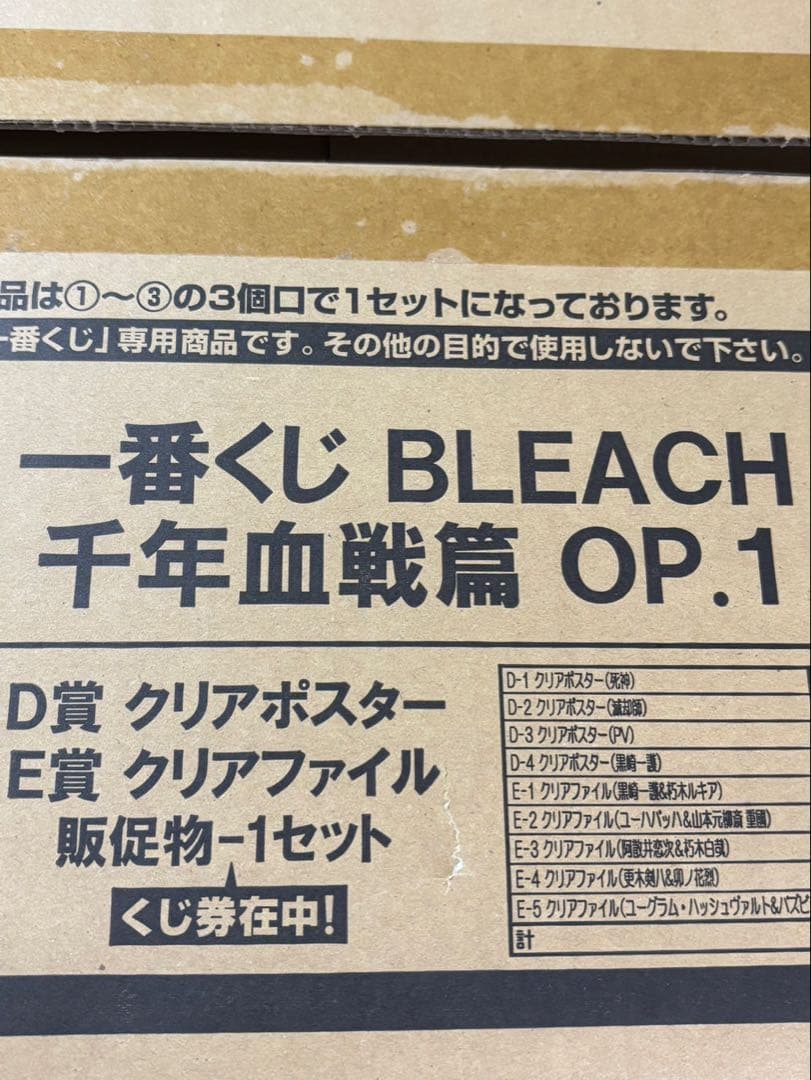 品は①～③の3個口で1セットになっております。
一番くじ」専用商品です。その他の目的で使用しないで下さい。
一番くじ BLEACH
千年血戦篇 OP.1
D賞 クリアポスター
E賞 クリアファイル
販促物-1セット
くじ券在中!
D-1 クリアポスター(死神)
D-2 クリアポスター(滅却師)
D-3 クリアポスター(PV)
D-4 クリアポスター(黒崎一護)
E-1 クリアファイル(黒崎一護&朽木ルキア)
E-2 クリアファイル(ユーハバッハ&山本元柳斎 重國)
E-3 クリアファイル(阿散井恋次&朽木白哉)
E-4 クリアファイル(更木剣八&卯ノ花烈)
E-5 クリアファイル(ユーグラム・ハッシュヴァルト&バズビ
計